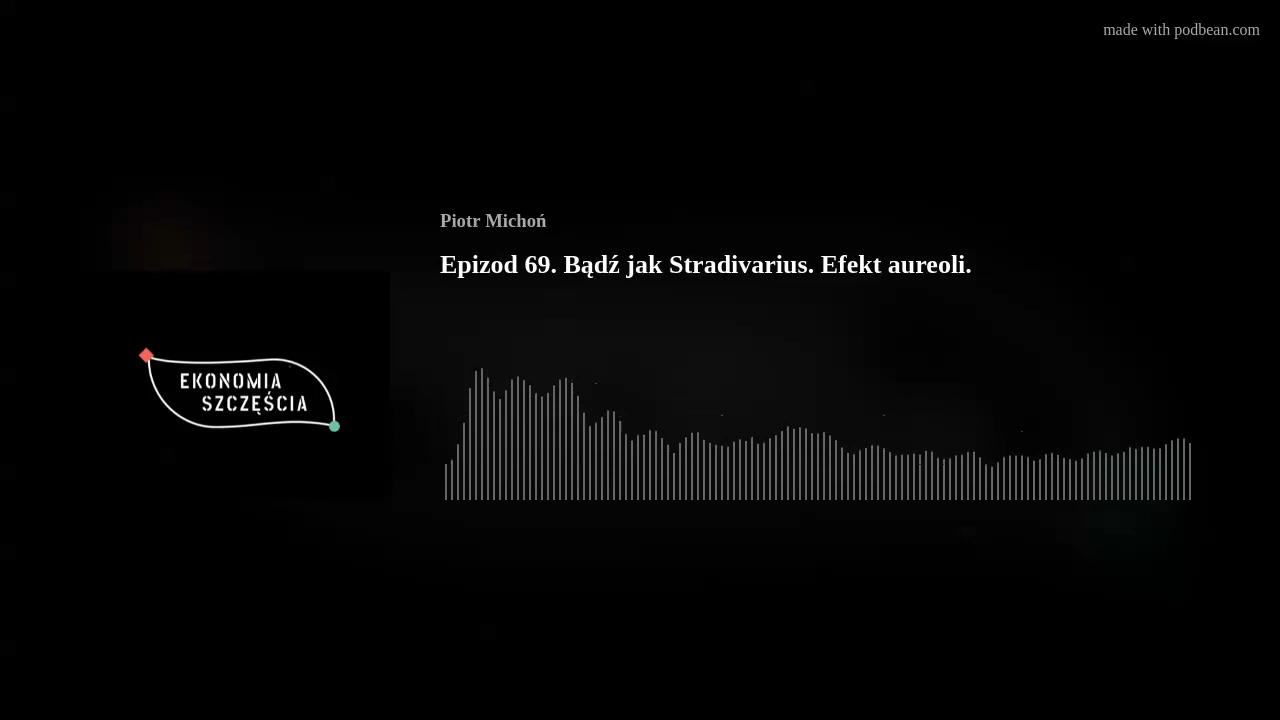 made with podbean.com
Piotr Michoń
Epizod 69. Bądź jak Stradivarius. Efekt aureoli.
EKONOMIA
SZCZĘŚCIA